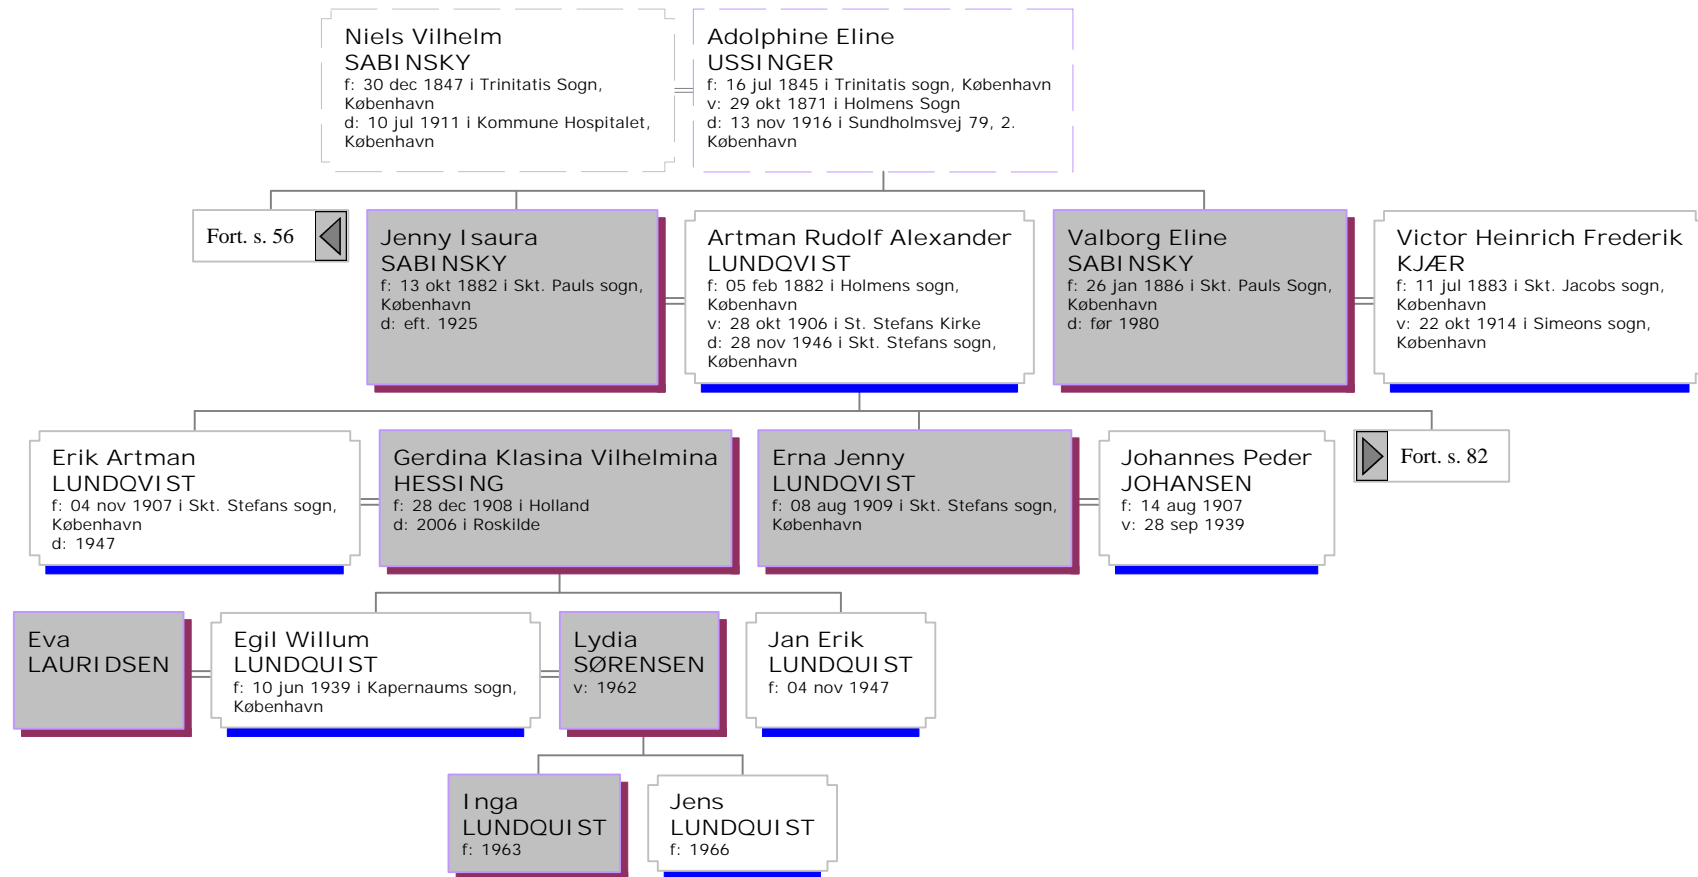 Niels Vilhelm
SABINSKY
f: 30 dec 1847 i Trinitatis Sogn,
København
d: 10 jul 1911 i Kommune Hospitalet,
København
Adolphine Eline
USSINGER
f: 16 jul 1845 i Trinitatis sogn, København
v: 29 okt 1871 i Holmens Sogn
d: 13 nov 1916 i Sundholmsvej 79, 2.
København
Fort. s. 56
Jenny Isaura
SABINSKY
f: 13 okt 1882 i Skt. Pauls sogn,
København
d: eft. 1925
Artman Rudolf Alexander
LUNDQVIST
f: 05 feb 1882 i Holmens sogn,
København
v: 28 okt 1906 i St. Stefans Kirke
d: 28 nov 1946 i Skt. Stefans sogn,
København
Valborg Eline
SABINSKY
f: 26 jan 1886 i Skt. Pauls Sogn,
København
d: før 1980
Victor Heinrich Frederik
KJÆR
f: 11 jul 1883 i Skt. Jacobs sogn,
København
v: 22 okt 1914 i Simeons sogn,
København
Erik Artman
LUNDQVIST
f: 04 nov 1907 i Skt. Stefans sogn,
København
d: 1947
Gerdina Klasina Vilhelmina
HESSING
f: 28 dec 1908 i Holland
d: 2006 i Roskilde
Erna Jenny
LUNDQVIST
f: 08 aug 1909 i Skt. Stefans sogn,
København
Johannes Peder
JOHANSEN
f: 14 aug 1907
v: 28 sep 1939
Fort. s. 82
Eva
LAURIDSEN
Egil Willum
LUNDQUIST
f: 10 jun 1939 i Kapernaums sogn,
København
Lydia
SØRENSEN
v: 1962
Jan Erik
LUNDQUIST
f: 04 nov 1947
Inga
LUNDQUIST
f: 1963
Jens
LUNDQUIST
f: 1966